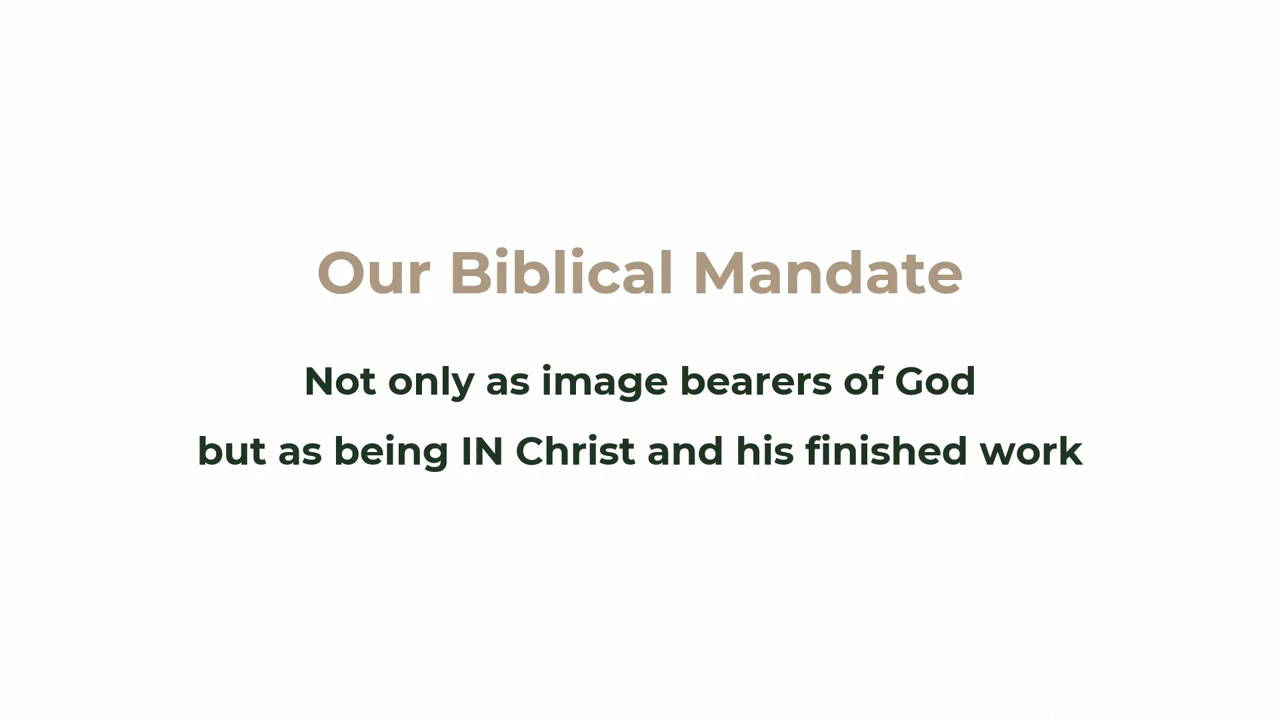 Our Biblical Mandate
Not only as image bearers of God
but as being IN Christ and his finished work